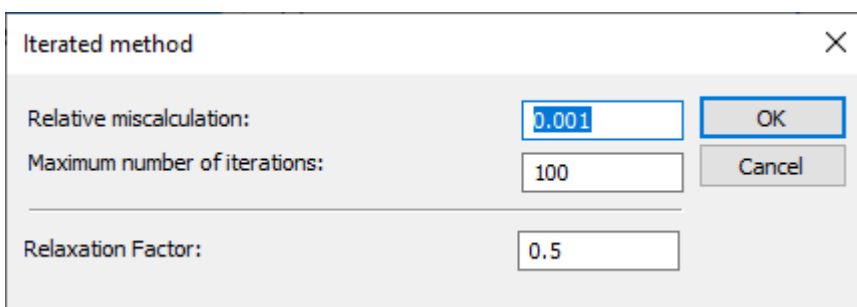 Iterated method
Relative miscalculation:
0.001
OK
Maximum number of iterations:
100
Cancel
Relaxation Factor:
0.5